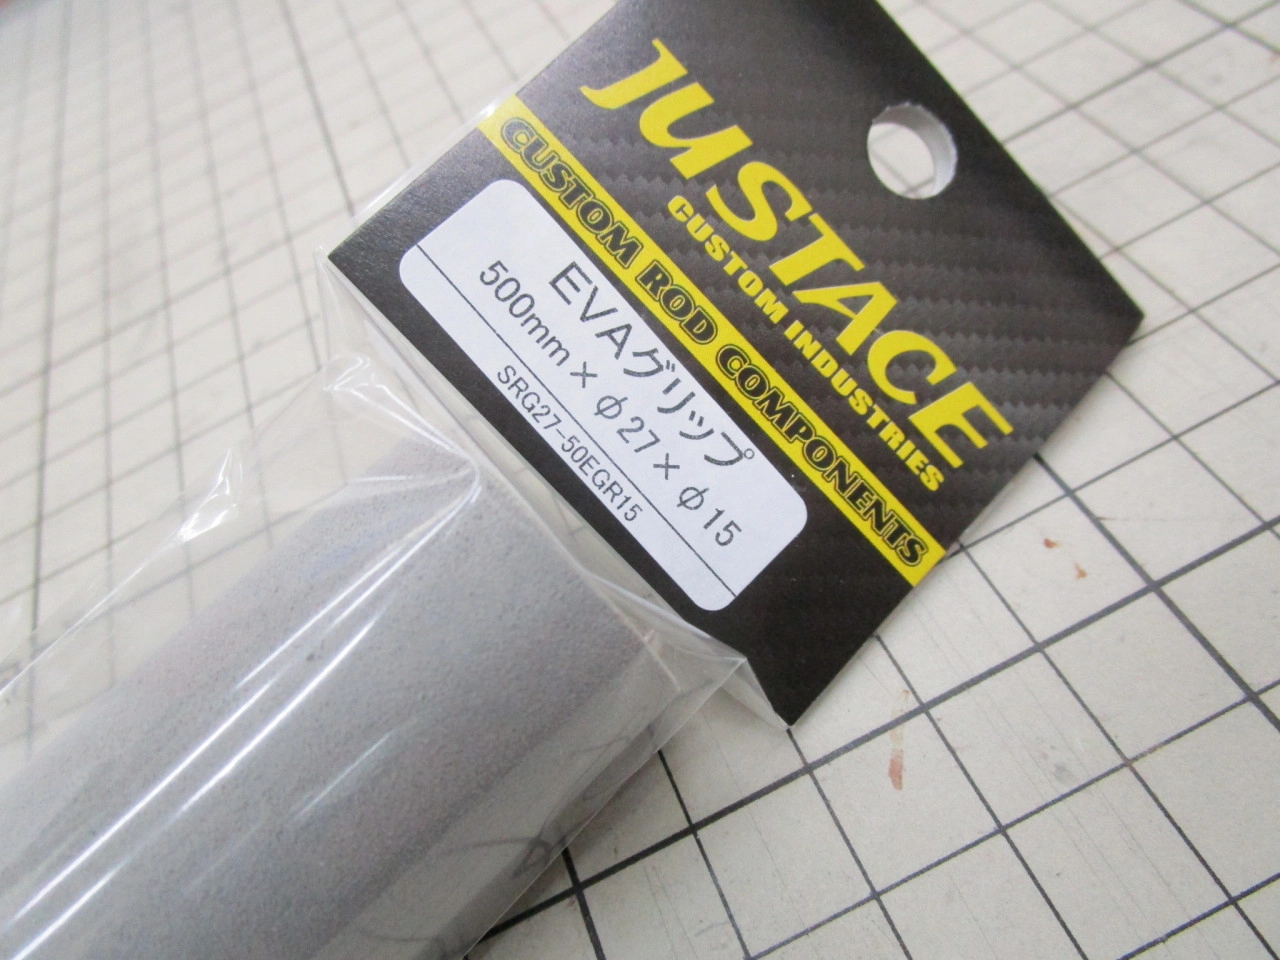 JUSTACE
CUSTOM INDUSTRIES
CUSTOM ROD COMPONENTS
EVAグリップ
500mm×φ27×φ15
SRG27-50EGR15